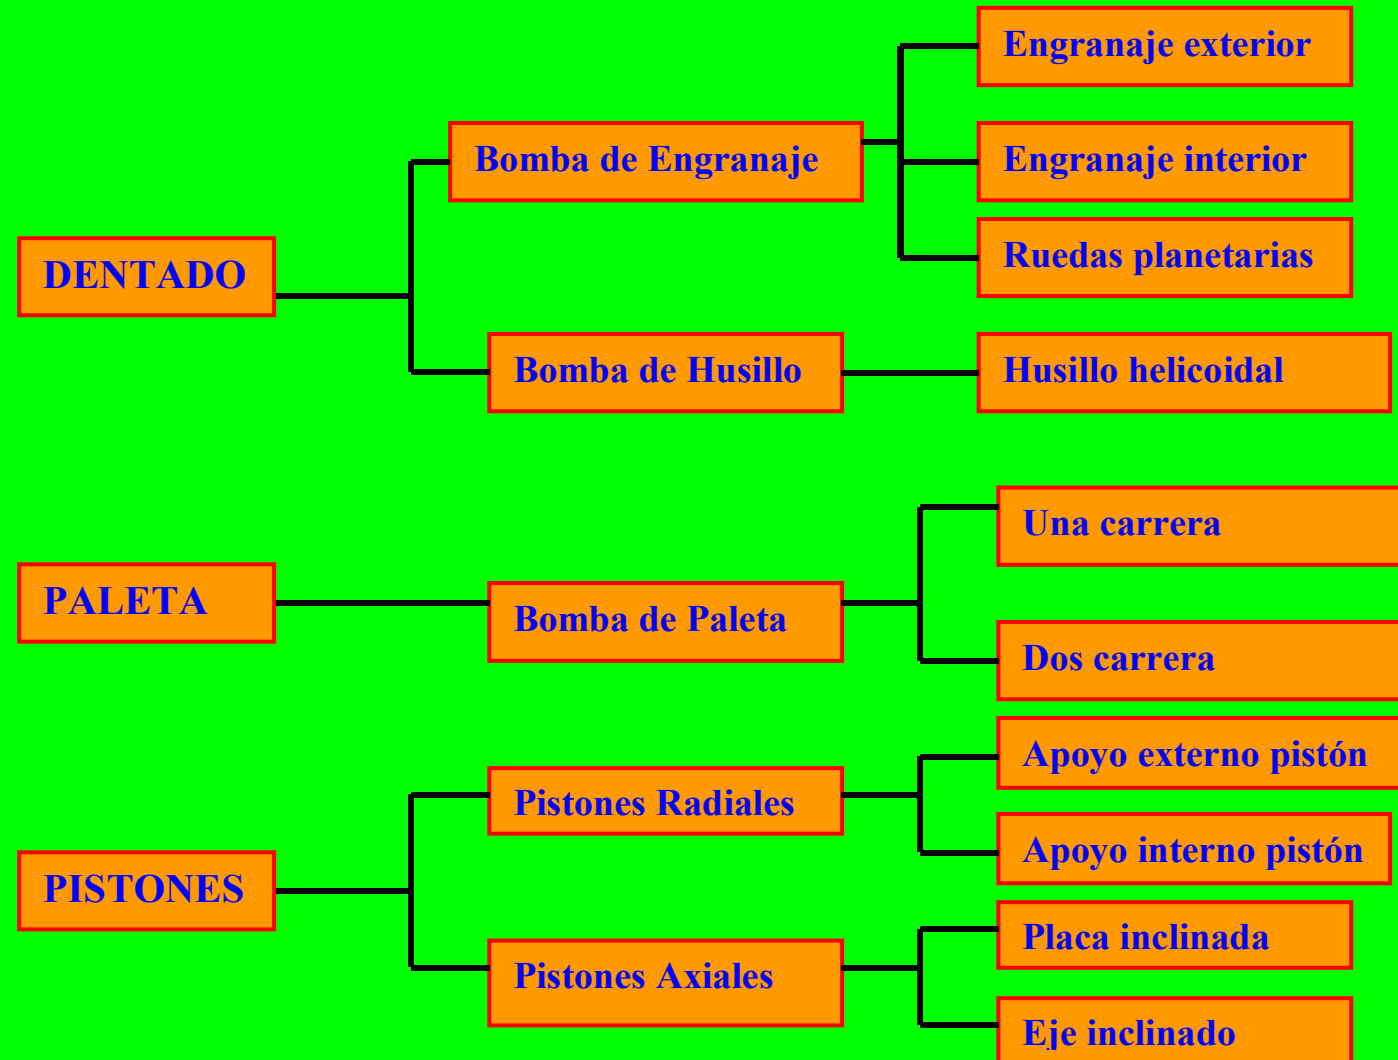 Engranaje exterior
Bomba de Engranaje
Engranaje interior
Ruedas planetarias
DENTADO
Bomba de Husillo
Husillo helicoidal
Una carrera
PALETA
Bomba de Paleta
Dos carrera
Apoyo externo pistón
Pistones Radiales
Apoyo interno pistón
PISTONES
Placa inclinada
Pistones Axiales
Eje inclinado